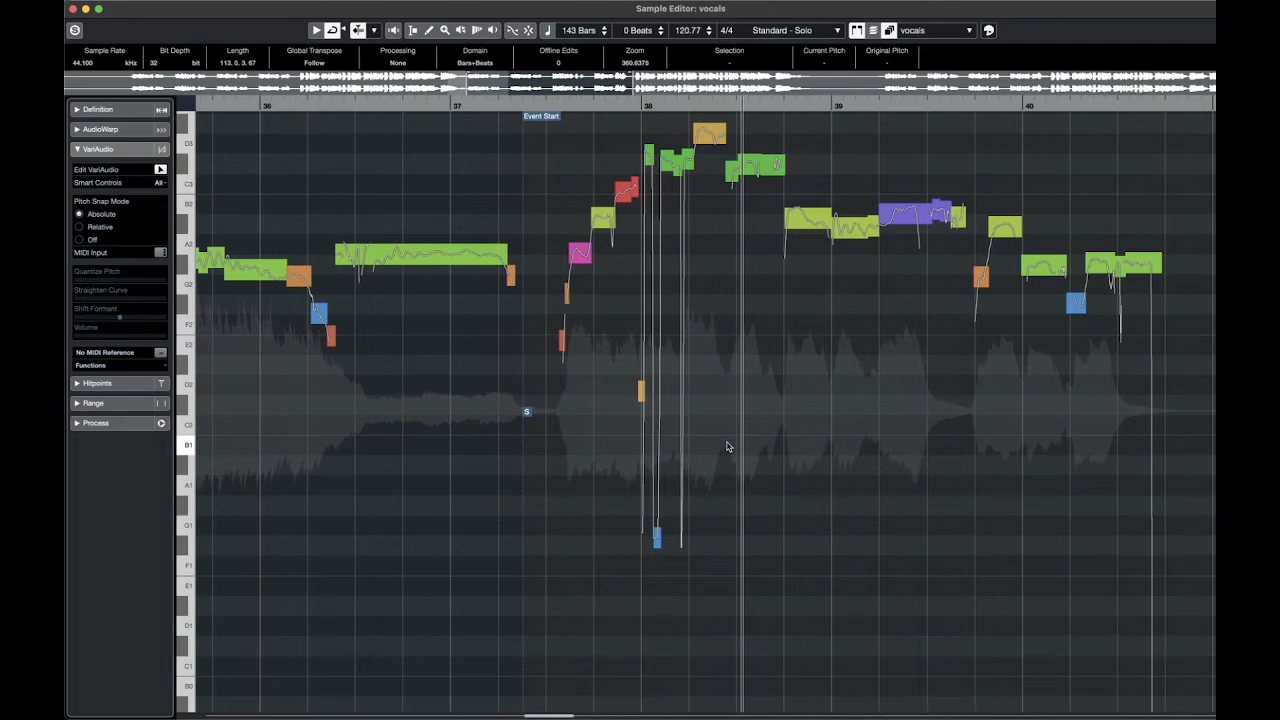 Sample Editor: vocals
143 Bars 0 Beats 120.77 4/4 Standard - Solo vocals
Sample Rate Bit Depth Length Global Transpose Processing Domain Offline Edits Zoom Selection Current Pitch Original Pitch
44.100 kHz 32 bit 113. 0. 3. 67 Follow None Bars+Beats 0 360.6375 - - -
36 37 38 39 40
Definition
Event Start
AudioWarp
D3
VariAudio
Edit VariAudio
Smart Controls All
C3
Pitch Snap Mode
B2
Absolute
Relative
Off
A2
MIDI Input
Quantize Pitch
G2
Straighten Curve
Shift Formant
F2
Volume
E2
No MIDI Reference
Functions
Hitpoints
D2
Range
S
Process
C2
B1
A1
G1
F1
E1
D1
C1
B0